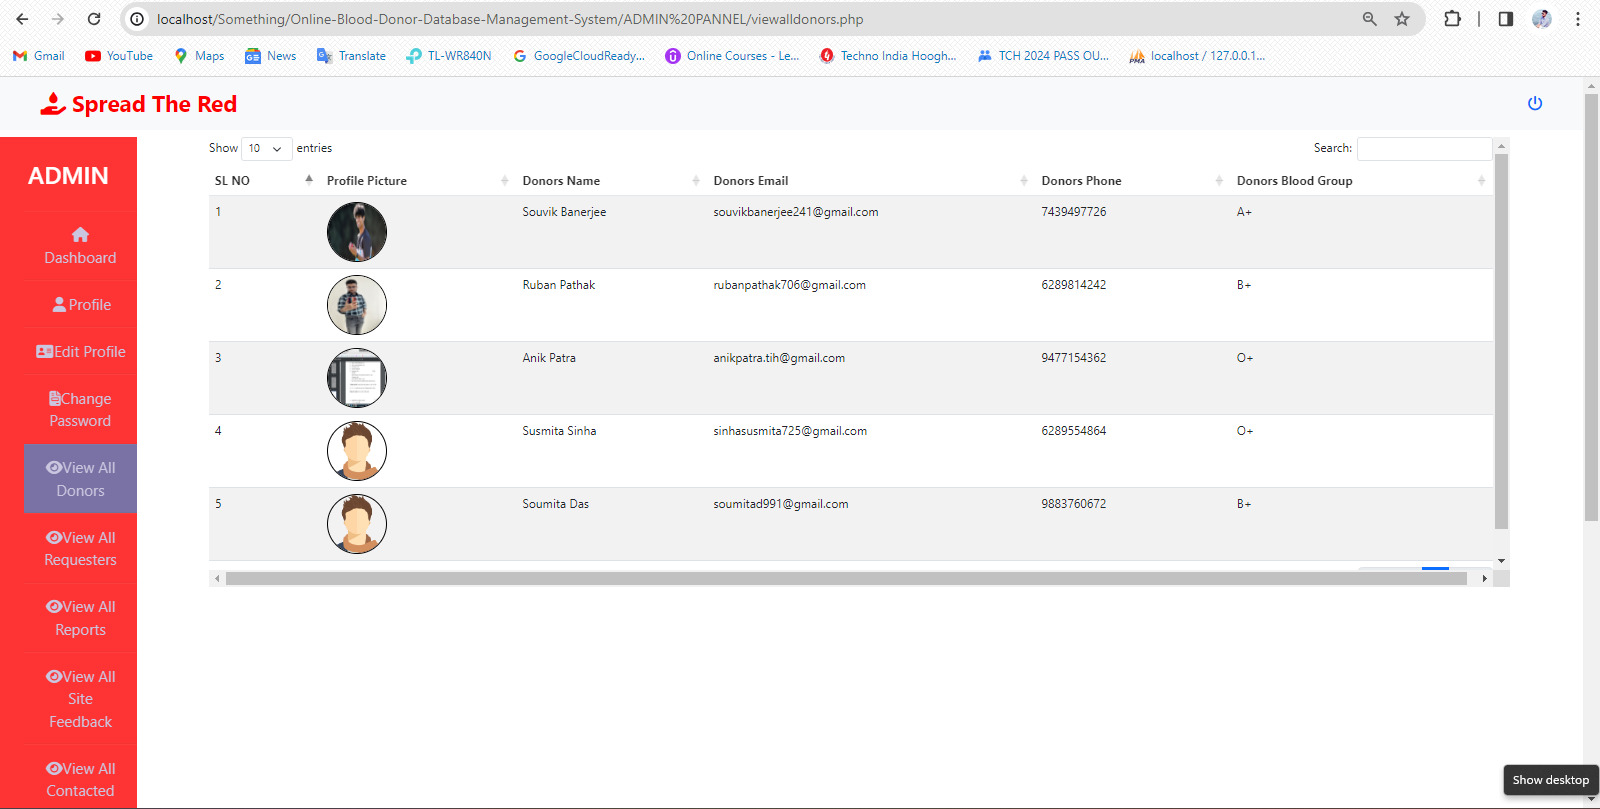 localhost/Something/Online-Blood-Donor-Database-Management-System/ADMIN%20PANNEL/viewalldonors.php
Gmail YouTube Maps News Translate TL-WR840N GoogleCloudReady... Online Courses - Le... Techno India Hoogh... TCH 2024 PASS OU... localhost / 127.0.0.1...
Spread The Red
ADMIN
Dashboard
Profile
Edit Profile
Change
Password
View All
Donors
View All
Requesters
View All
Reports
View All
Site
Feedback
View All
Contacted
Show 10 entries Search:
SL NO Profile Picture Donors Name Donors Email Donors Phone Donors Blood Group
1 Souvik Banerjee souvikbanerjee241@gmail.com 7439497726 A+
2 Ruban Pathak rubanpathak706@gmail.com 6289814242 B+
3 Anik Patra anikpatra.tih@gmail.com 9477154362 O+
4 Susmita Sinha sinhasusmita725@gmail.com 6289554864 O+
5 Soumita Das soumitad991@gmail.com 9883760672 B+
Show desktop